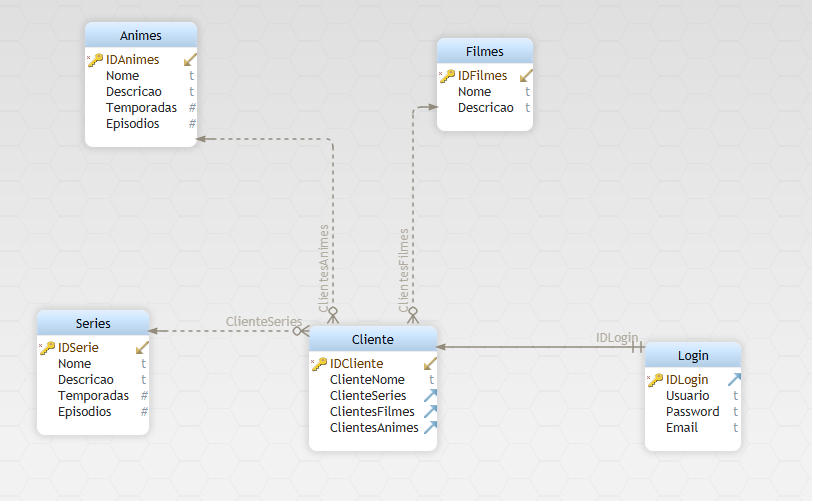 Animes
IDAnimes
Nome t
Descricao t
Temporadas #
Episodios #
Filmes
IDFilmes
Nome t
Descricao t
ClientesAnimes
ClientesFilmes
Series
IDSerie
Nome t
Descricao t
Temporadas #
Episodios #
ClienteSeries
Cliente
IDCliente
ClienteNome t
ClienteSeries
ClientesFilmes
ClientesAnimes
IDLogin
Login
IDLogin
Usuario t
Password t
Email t